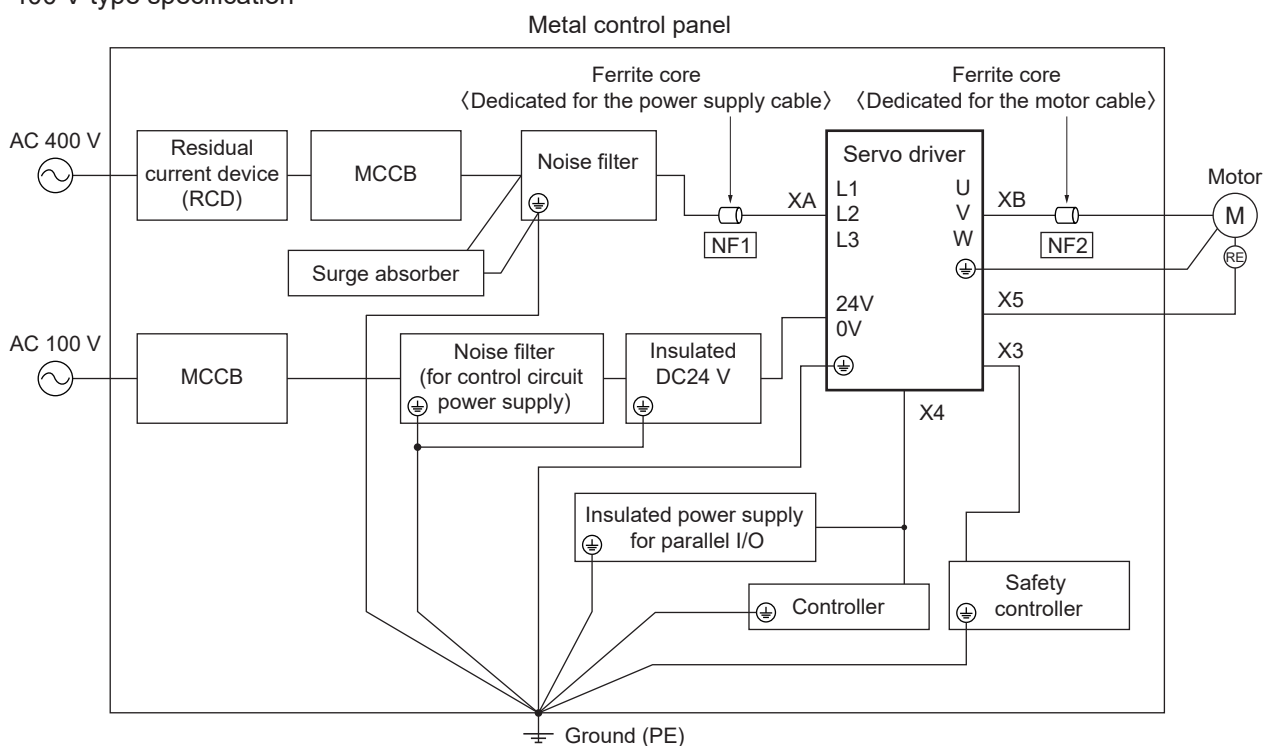 400 V type specification
Metal control panel
Ferrite core
〈Dedicated for the power supply cable〉
Ferrite core
〈Dedicated for the motor cable〉
AC 400 V
Residual
current device
(RCD)
MCCB
Noise filter
Surge absorber
XA
NF1
Servo driver
L1
L2
L3
U
V
W
24V
0V
XB
NF2
Motor
M
RE
X5
X3
X4
AC 100 V
MCCB
Noise filter
(for control circuit
power supply)
Insulated
DC24 V
Insulated power supply
for parallel I/O
Controller
Safety
controller
Ground (PE)